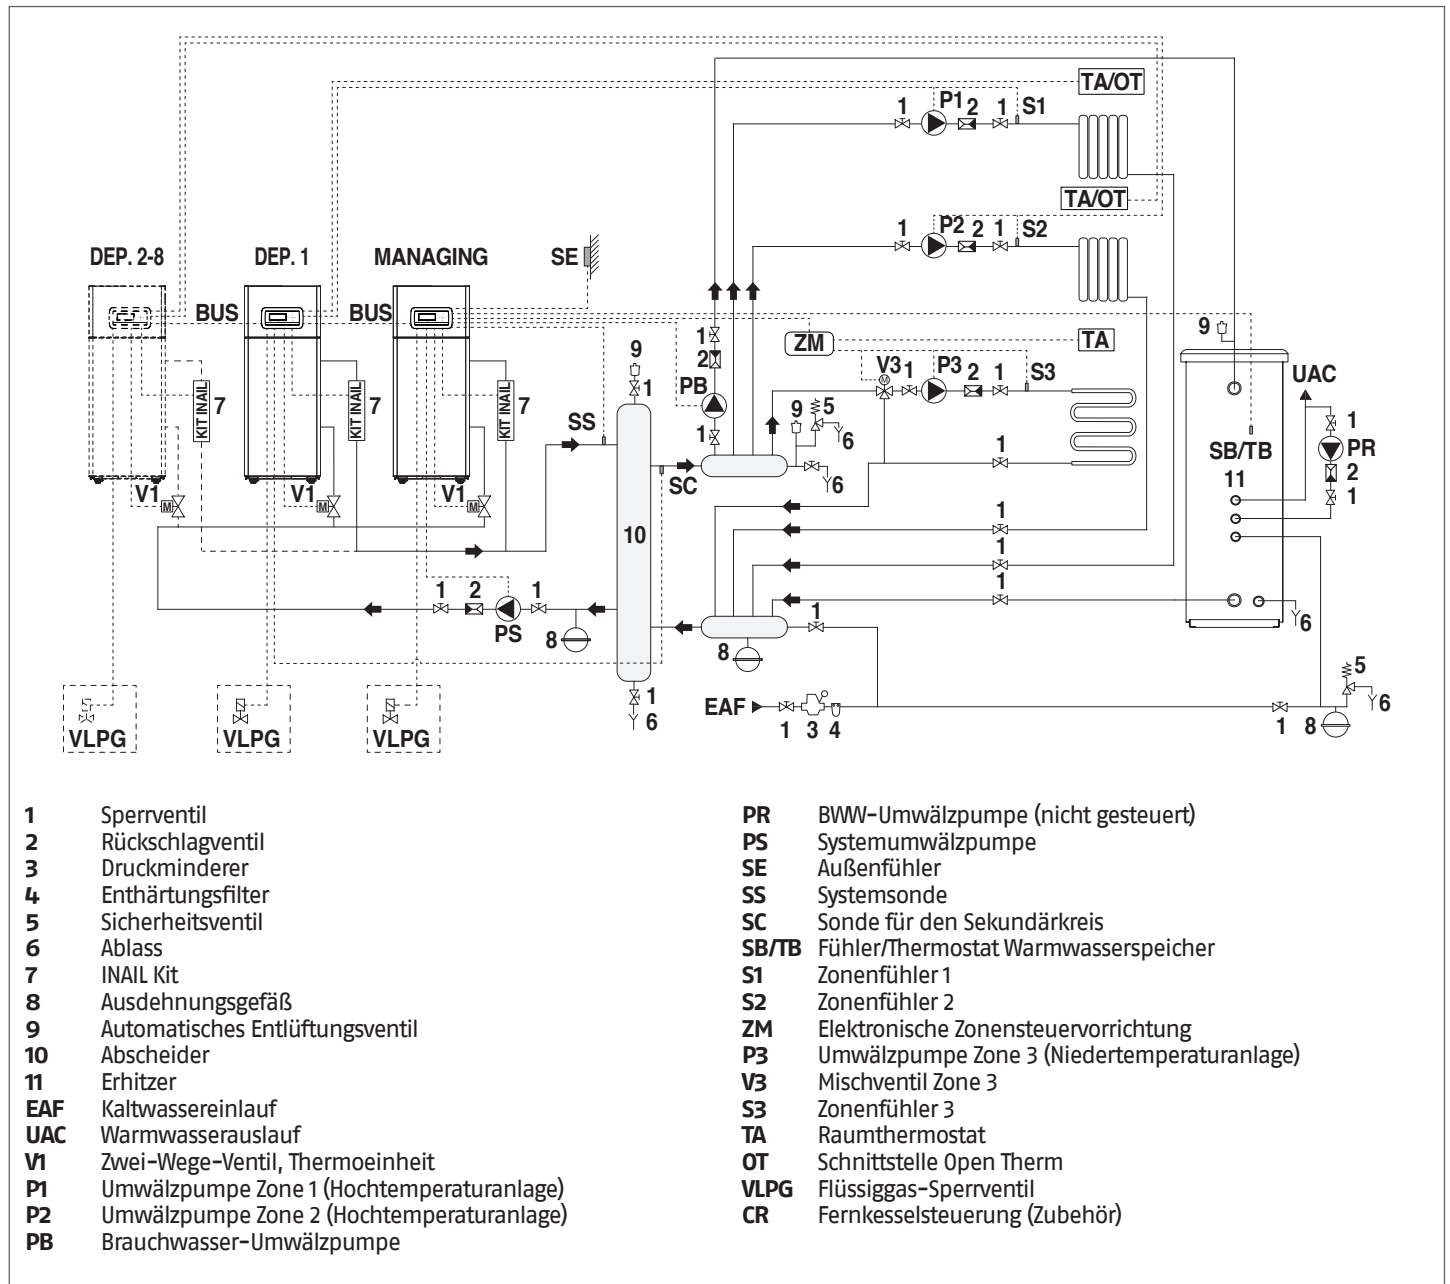 TA/OT
1
P1
2
1
S1
TA/OT
1
P2
2
1
S2
DEP. 2-8
DEP. 1
MANAGING
SE
BUS
BUS
1
2
PB
1
ZM
TA
V3
1
P3
2
1
S3
9
UAC
9
1
KIT INAIL
7
KIT INAIL
7
KIT INAIL
7
SS
9
5
6
6
1
SB/TB
11
1
PR
2
1
V1
M
V1
M
V1
M
M
SC
10
1
1
1
1
1
2
1
PS
8
8
6
5
6
1
6
EAF
1
3
4
1
8
VLPG
VLPG
VLPG
1 Sperrventil
2 Rückschlagventil
3 Druckminderer
4 Enthärtungsfilter
5 Sicherheitsventil
6 Ablass
7 INAIL Kit
8 Ausdehnungsgefäß
9 Automatisches Entlüftungsventil
10 Abscheider
11 Erhitzer
EAF Kaltwassereinlauf
UAC Warmwasserauslauf
V1 Zwei-Wege-Ventil, Thermoeinheit
P1 Umwälzpumpe Zone 1 (Hochtemperaturanlage)
P2 Umwälzpumpe Zone 2 (Hochtemperaturanlage)
PB Brauchwasser-Umwälzpumpe
PR BWW-Umwälzpumpe (nicht gesteuert)
PS Systemumwälzpumpe
SE Außenfühler
SS Systemsonde
SC Sonde für den Sekundärkreis
SB/TB Fühler/Thermostat Warmwasserspeicher
S1 Zonenfühler 1
S2 Zonenfühler 2
ZM Elektronische Zonensteuervorrichtung
P3 Umwälzpumpe Zone 3 (Niedertemperaturanlage)
V3 Mischventil Zone 3
S3 Zonenfühler 3
TA Raumthermostat
OT Schnittstelle Open Therm
VLPG Flüssiggas-Sperrventil
CR Fernkesselsteuerung (Zubehör)